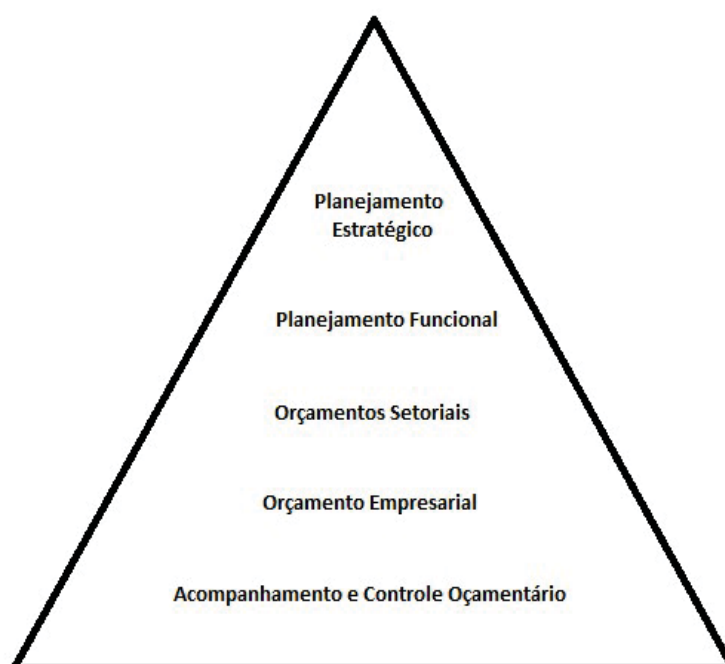 Planejamento
Estratégico
Planejamento Funcional
Orçamentos Setoriais
Orçamento Empresarial
Acompanhamento e Controle Oçamentário